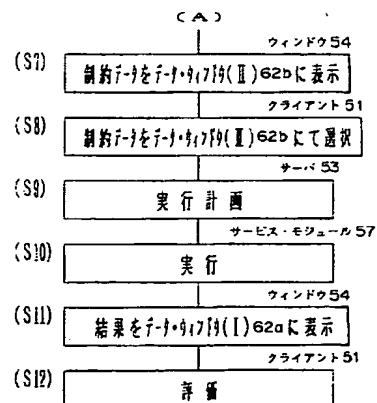 (A)
ウィンドウ54
(S7)
制約データをデータ・ウィンドウ(Ⅱ)62bに表示
クライアント51
(S8)
制約データをデータ・ウィンドウ(Ⅱ)62bにて選択
サーバ 53
(S9)
実行計画
サービス・モジュール57
(S10)
実行
ウィンドウ54
(S11)
結果をデータ・ウィンドウ(Ⅰ)62aに表示
クライアント51
(S12)
評価